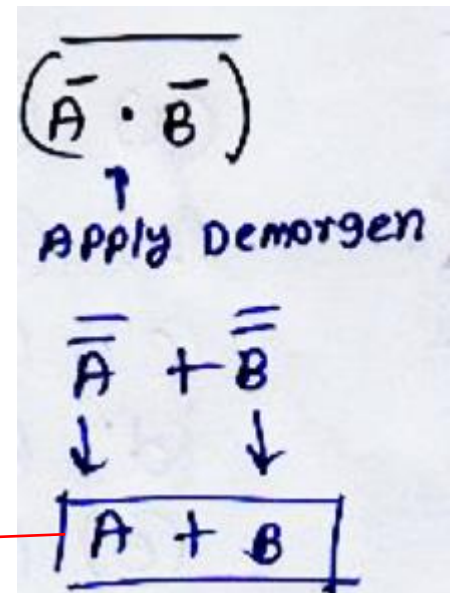 (A̅ · B̅)̅
↑
Apply Demorgen
A̿ + B̿
↓ ↓
A + B